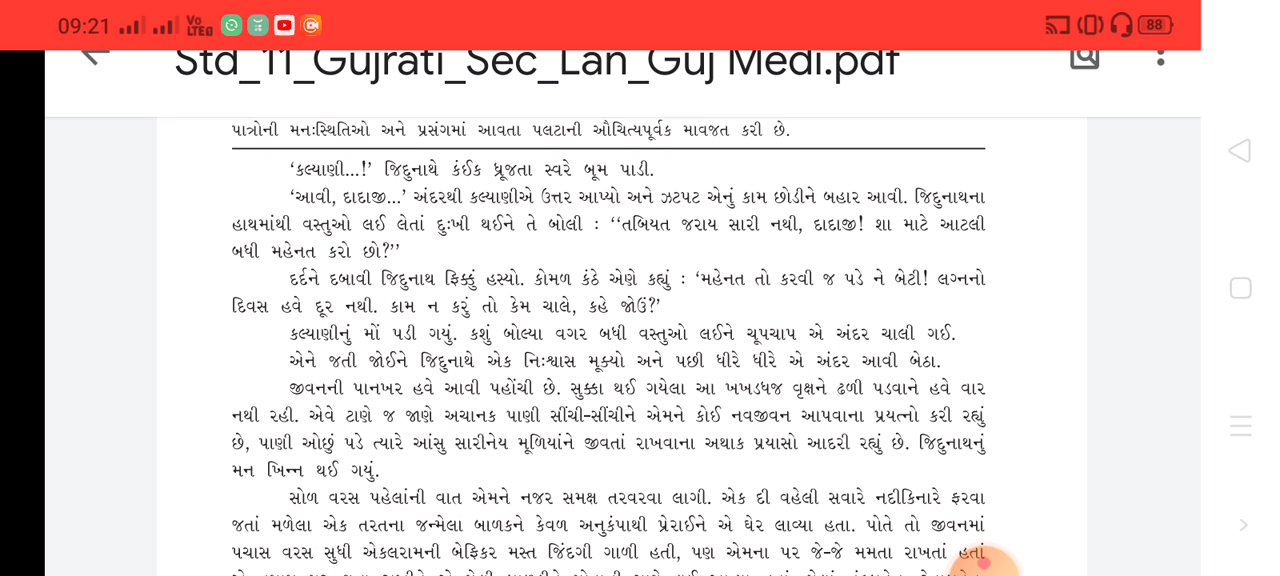 09:21 Vo LTE 88
Std_11_Gujrati_Sec_Lan_Guj Medi.pdf
પાત્રોની મનઃસ્થિતિઓ અને પ્રસંગમાં આવતા પલટાની ઔચિત્યપૂર્વક માવજત કરી છે.
‘કલ્યાણી...!’ જિદુનાથે કંઈક ધ્રૂજતા સ્વરે બૂમ પાડી.
‘આવી, દાદાજી...’ અંદરથી કલ્યાણીએ ઉત્તર આપ્યો અને ઝટપટ એનું કામ છોડીને બહાર આવી. જિદુનાથના
હાથમાંથી વસ્તુઓ લઈ લેતાં દુઃખી થઈને તે બોલી : ‘‘તબિયત જરાય સારી નથી, દાદાજી! શા માટે આટલી
બધી મહેનત કરો છો?’’
દર્દને દબાવી જિદુનાથ ફિક્કું હસ્યો. કોમળ કંઠે એણે કહ્યું : ‘મહેનત તો કરવી જ પડે ને બેટી! લગ્નનો
દિવસ હવે દૂર નથી. કામ ન કરું તો કેમ ચાલે, કહે જોઉં?’
કલ્યાણીનું મોં પડી ગયું. કશું બોલ્યા વગર બધી વસ્તુઓ લઈને ચૂપચાપ એ અંદર ચાલી ગઈ.
એને જતી જોઈને જિદુનાથે એક નિઃશ્વાસ મૂક્યો અને પછી ધીરે ધીરે એ અંદર આવી બેઠા.
જીવનની પાનખર હવે આવી પહોંચી છે. સુક્કા થઈ ગયેલા આ ખખડધજ વૃક્ષને ઢળી પડવાને હવે વાર
નથી રહી. એવે ટાણે જ જાણે અચાનક પાણી સીંચી-સીંચીને એમને કોઈ નવજીવન આપવાના પ્રયત્નો કરી રહ્યું
છે, પાણી ઓછું પડે ત્યારે આંસુ સારીનેય મૂળિયાંને જીવતાં રાખવાના અથાક પ્રયાસો આદરી રહ્યું છે. જિદુનાથનું
મન ખિન્ન થઈ ગયું.
સોળ વરસ પહેલાંની વાત એમને નજર સમક્ષ તરવરવા લાગી. એક દી વહેલી સવારે નદીકિનારે ફરવા
જતાં મળેલા એક તરતના જન્મેલા બાળકને કેવળ અનુકંપાથી પ્રેરાઈને એ ઘેર લાવ્યા હતા. પોતે તો જીવનમાં
પચાસ વરસ સુધી એકલરામની બેફિકર મસ્ત જિંદગી ગાળી હતી, પણ એમના પર જે-જે મમતા રાખતાં હતાં